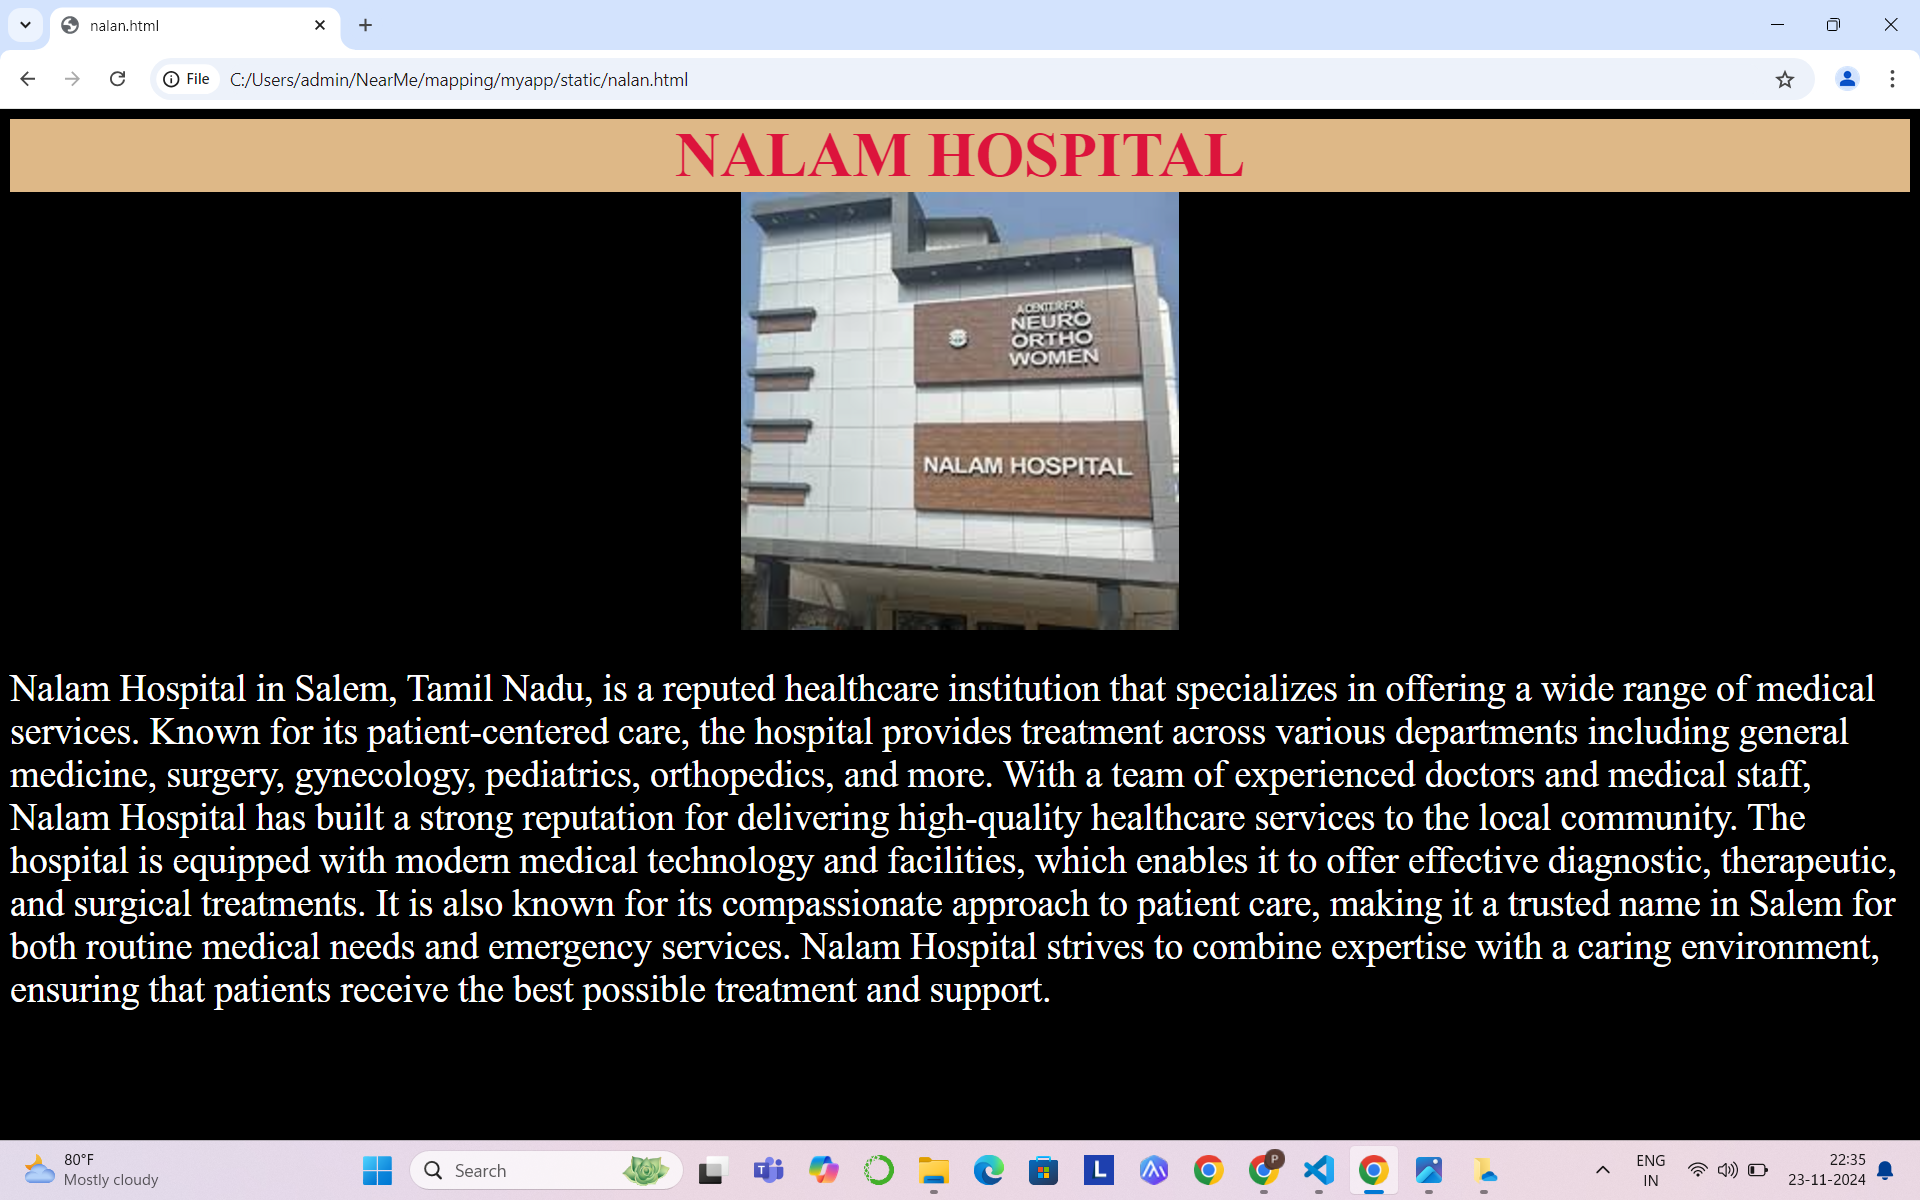 nalan.html
File
C:/Users/admin/NearMe/mapping/myapp/static/nalan.html
NALAM HOSPITAL
A CENTER FOR
NEURO
ORTHO
WOMEN
NALAM HOSPITAL
Nalam Hospital in Salem, Tamil Nadu, is a reputed healthcare institution that specializes in offering a wide range of medical
services. Known for its patient-centered care, the hospital provides treatment across various departments including general
medicine, surgery, gynecology, pediatrics, orthopedics, and more. With a team of experienced doctors and medical staff,
Nalam Hospital has built a strong reputation for delivering high-quality healthcare services to the local community. The
hospital is equipped with modern medical technology and facilities, which enables it to offer effective diagnostic, therapeutic,
and surgical treatments. It is also known for its compassionate approach to patient care, making it a trusted name in Salem for
both routine medical needs and emergency services. Nalam Hospital strives to combine expertise with a caring environment,
ensuring that patients receive the best possible treatment and support.
80°F
Mostly cloudy
Search
T
L
P
ENG
IN
22:35
23-11-2024